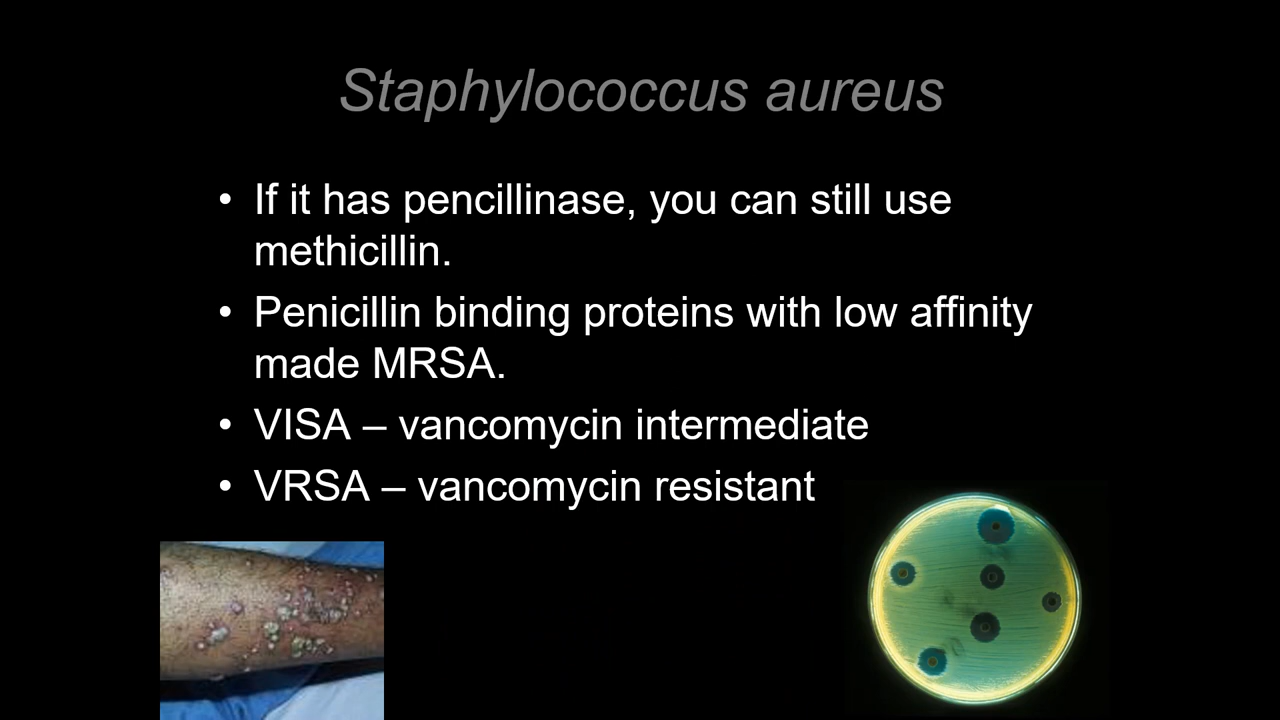 Staphylococcus aureus
• If it has pencillinase, you can still use
methicillin.
• Penicillin binding proteins with low affinity
made MRSA.
• VISA – vancomycin intermediate
• VRSA – vancomycin resistant